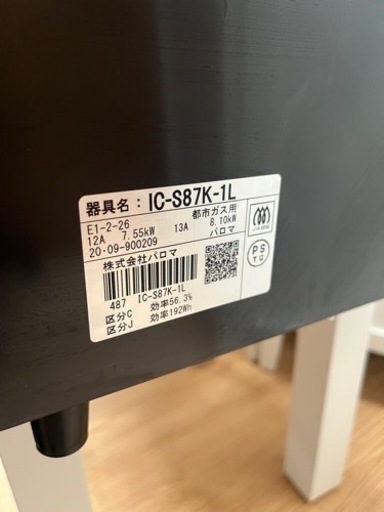 器具名：IC-S87K-1L
E1-2-26 都市ガス用
12A 7.55kW 13A 8.10kW
20・09-900209 パロマ
株式会社パロマ
487 IC-S87K-1L
区分C 効率56.3%
区分J 効率192Wh
PS
TG